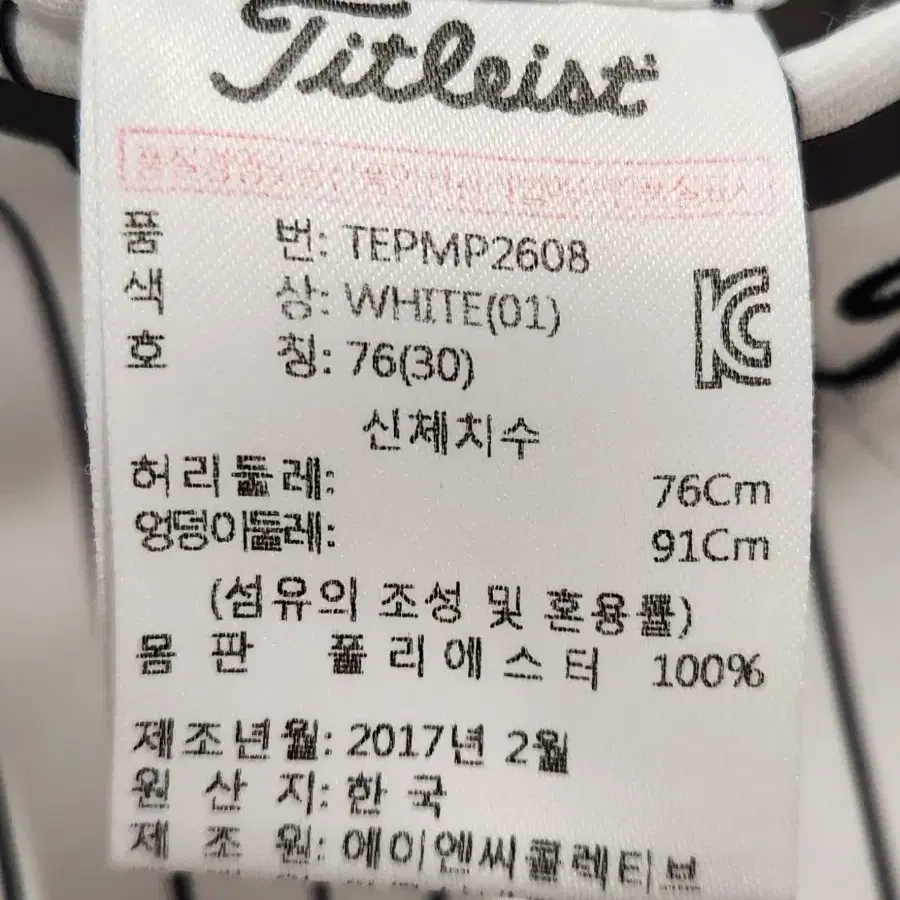 Titleist
품 번: TEPMP2608
색 상: WHITE(01)
호 칭: 76(30)
신체치수
허리둘레: 76Cm
엉덩이둘레: 91Cm
(섬유의 조성 및 혼용률)
몸 판 폴리에스터 100%
제조년월: 2017년 2월
원 산 지: 한 국
제 조 원: 에이엔씨콜렉티브